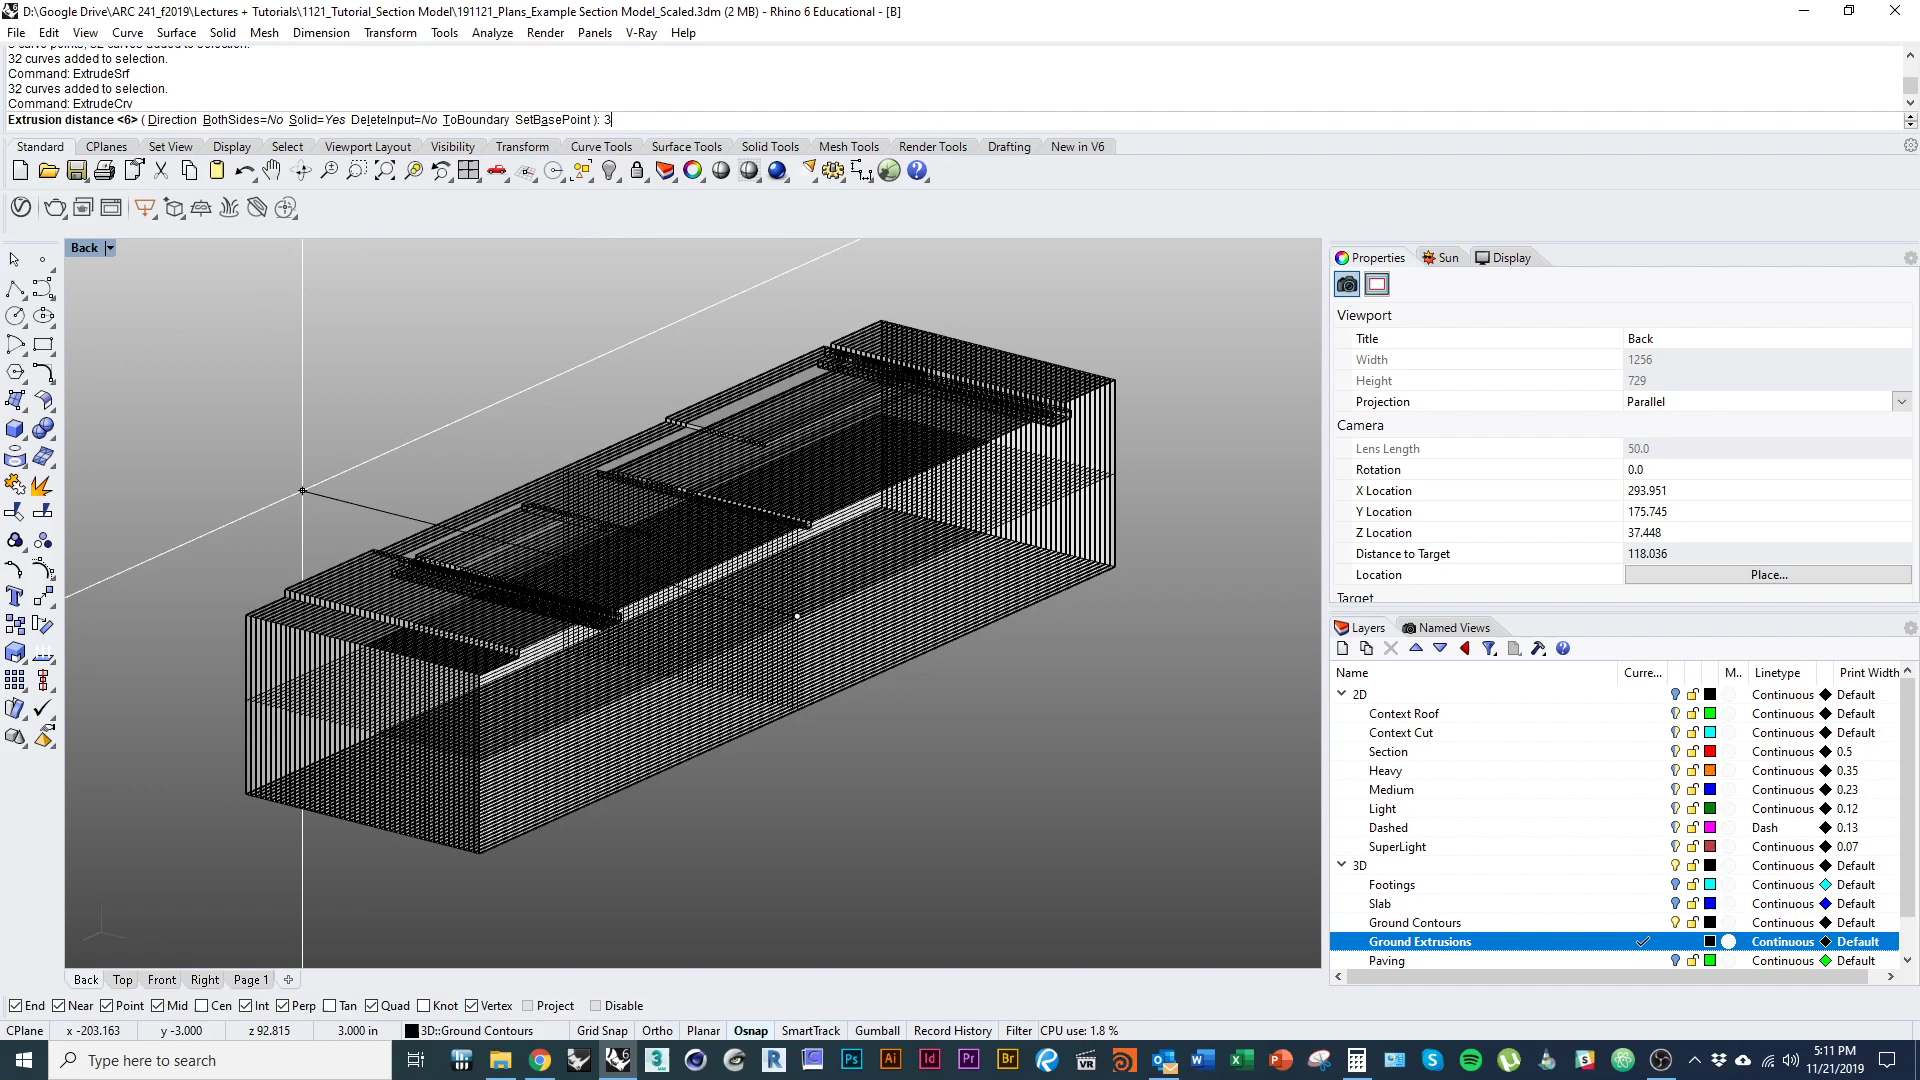 D:\Google Drive\ARC 241_f2019\Lectures + Tutorials\1121_Tutorial_Section Model\191121_Plans_Example Section Model_Scaled.3dm (2 MB) - Rhino 6 Educational - [B]
File Edit View Curve Surface Solid Mesh Dimension Transform Tools Analyze Render Panels V-Ray Help
32 curves added to selection.
Command: ExtrudeSrf
32 curves added to selection.
Command: ExtrudeCrv
Extrusion distance <6> ( Direction BothSides=No Solid=Yes DeleteInput=No ToBoundary SetBasePoint ): 3
Standard CPlanes Set View Display Select Viewport Layout Visibility Transform Curve Tools Surface Tools Solid Tools Mesh Tools Render Tools Drafting New in V6
Back
Properties Sun Display
Viewport
Title Back
Width 1256
Height 729
Projection Parallel
Camera
Lens Length 50.0
Rotation 0.0
X Location 293.951
Y Location 175.745
Z Location 37.448
Distance to Target 118.036
Location Place...
Target
Layers Named Views
Name Curre... M.. Linetype Print Width
2D Continuous Default
Context Roof Continuous Default
Context Cut Continuous Default
Section Continuous 0.5
Heavy Continuous 0.35
Medium Continuous 0.23
Light Continuous 0.12
Dashed Dash 0.13
SuperLight Continuous 0.07
3D Continuous Default
Footings Continuous Default
Slab Continuous Default
Ground Contours Continuous Default
Ground Extrusions Continuous Default
Paving Continuous Default
Back Top Front Right Page 1
End Near Point Mid Cen Int Perp Tan Quad Knot Vertex Project Disable
CPlane x -203.163 y -3.000 z 92.815 3.000 in 3D::Ground Contours Grid Snap Ortho Planar Osnap SmartTrack Gumball Record History Filter CPU use: 1.8 %
Type here to search
5:11 PM
11/21/2019